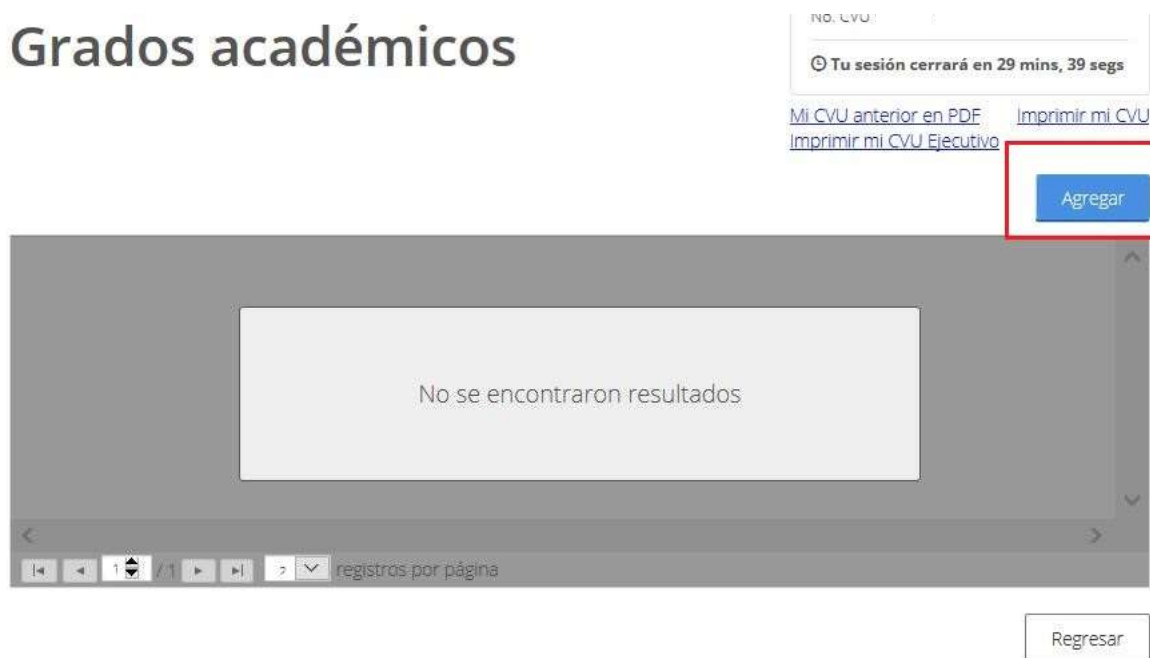 Grados académicos
No. CVU
Tu sesión cerrará en 29 mins, 39 segs
Mi CVU anterior en PDF Imprimir mi CVU
Imprimir mi CVU Ejecutivo
Agregar
No se encontraron resultados
1 / 1 2 registros por página
Regresar